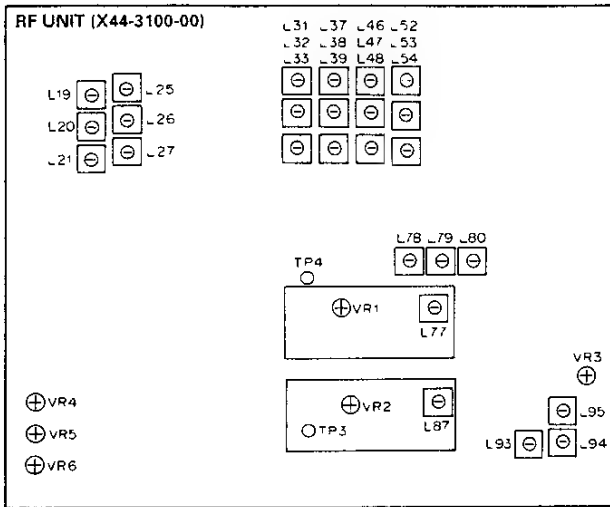 RF UNIT (X44-3100-00)
L31 L37 L46 L52
L32 L38 L47 L53
L33 L39 L48 L54
L19 L25
L20 L26
L21 L27
L78 L79 L80
TP4
VR1
L77
VR3
VR4
VR2
L95
VR5
TP3
L87
L93
L94
VR6